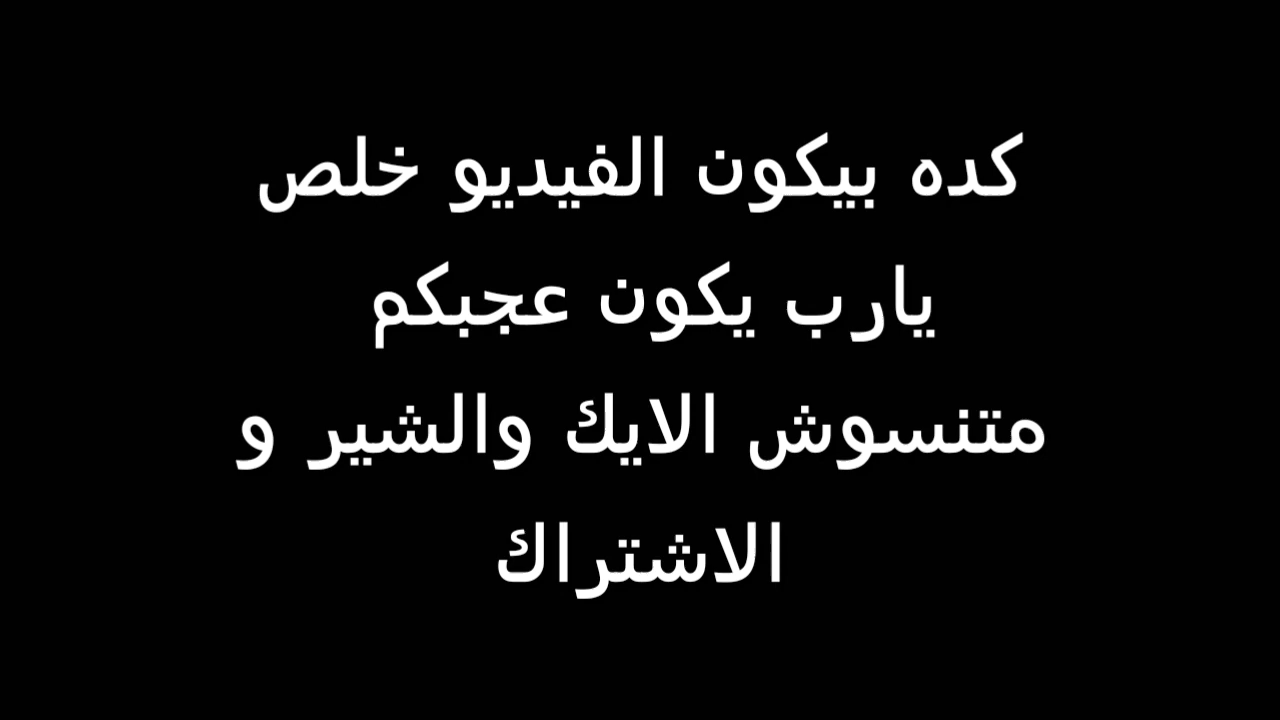 كده بيكون الفيديو خلص
يارب يكون عجبكم
متنسوش الايك والشير و
الاشتراك